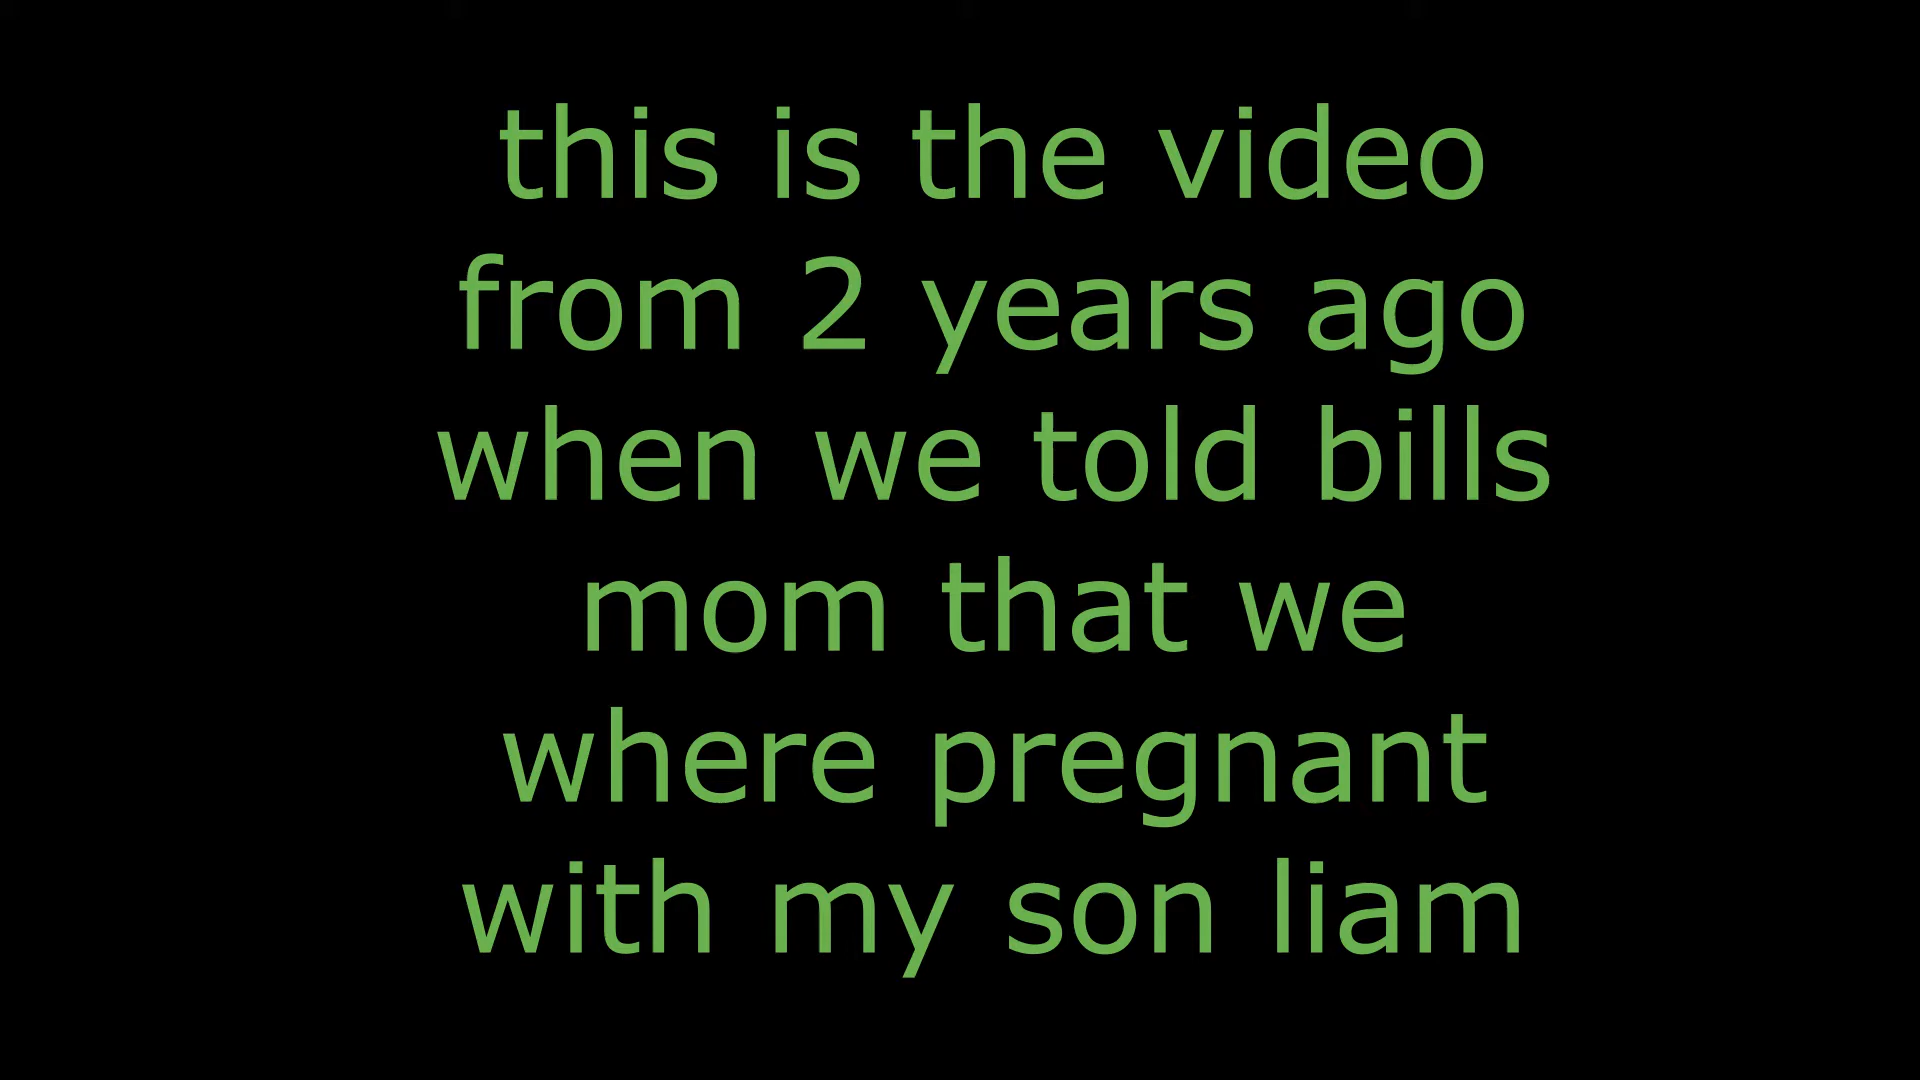 this is the video
from 2 years ago
when we told bills
mom that we
where pregnant
with my son liam